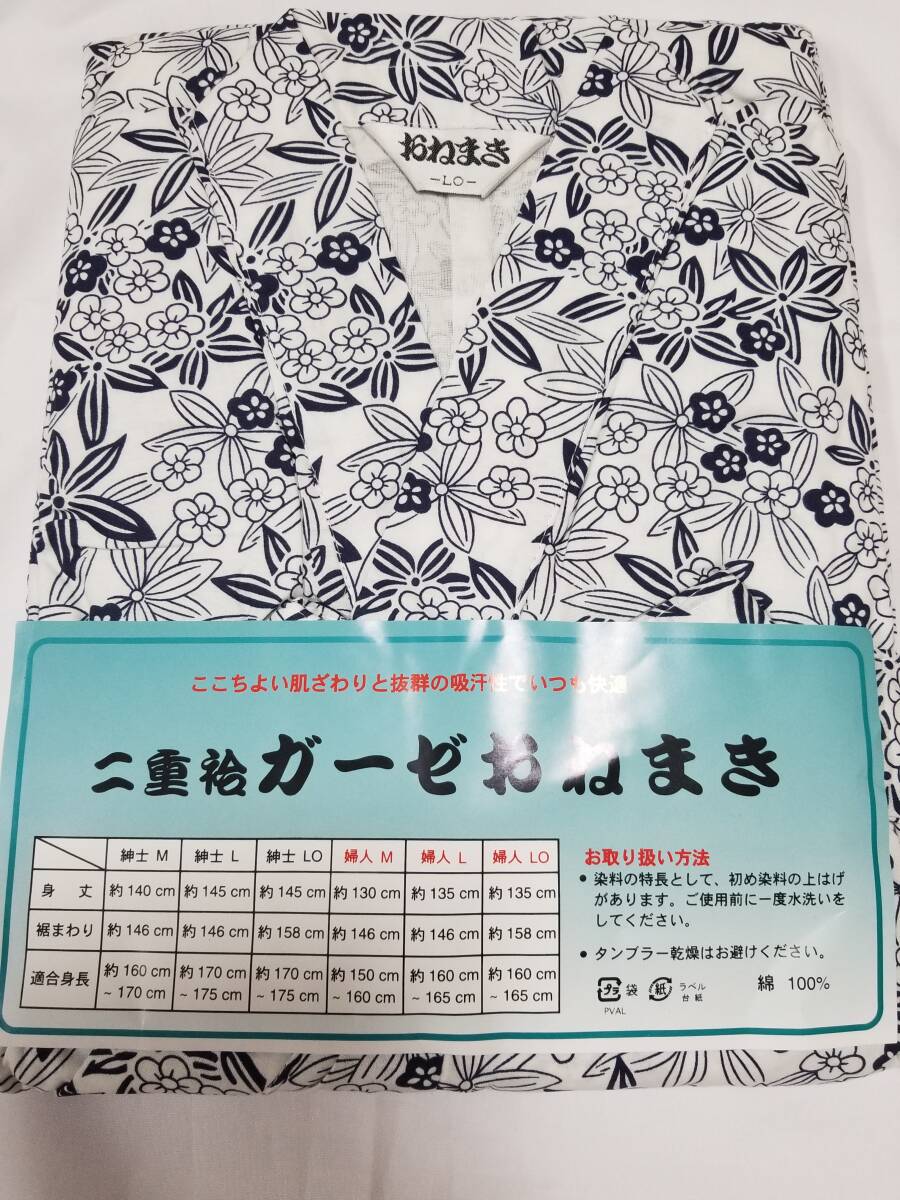 おねまき
-LO-
ここちよい肌ざわりと抜群の吸汗性でいつも快適
二重袷ガーゼおねまき
紳士 M 紳士 L 紳士 LO 婦人 M 婦人 L 婦人 LO
身 丈 約 140 cm 約 145 cm 約 145 cm 約 130 cm 約 135 cm 約 135 cm
裾まわり 約 146 cm 約 146 cm 約 158 cm 約 146 cm 約 146 cm 約 158 cm
適合身長 約 160 cm ~ 170 cm 約 170 cm ~ 175 cm 約 170 cm ~ 175 cm 約 150 cm ~ 160 cm 約 160 cm ~ 165 cm 約 160 cm ~ 165 cm
お取り扱い方法
• 染料の特長として、初め染料の上はげ
があります。ご使用前に一度水洗いを
してください。
• タンブラー乾燥はお避けください。
プラ 袋 紙 ラベル 台紙 綿 100%
PVAL